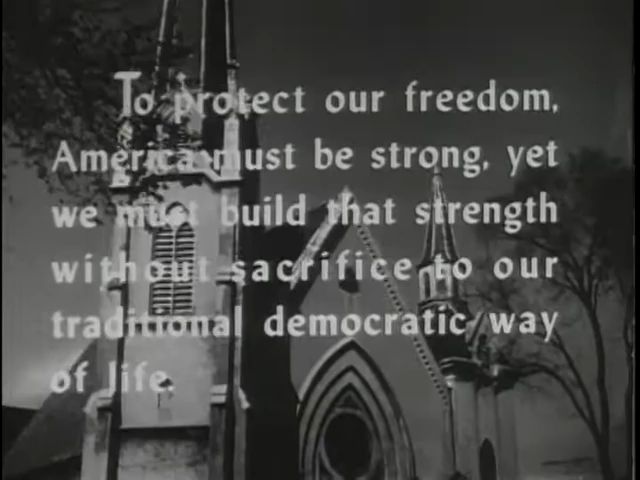 To protect our freedom,
America must be strong, yet
we must build that strength
without sacrifice to our
traditional democratic way
of life.